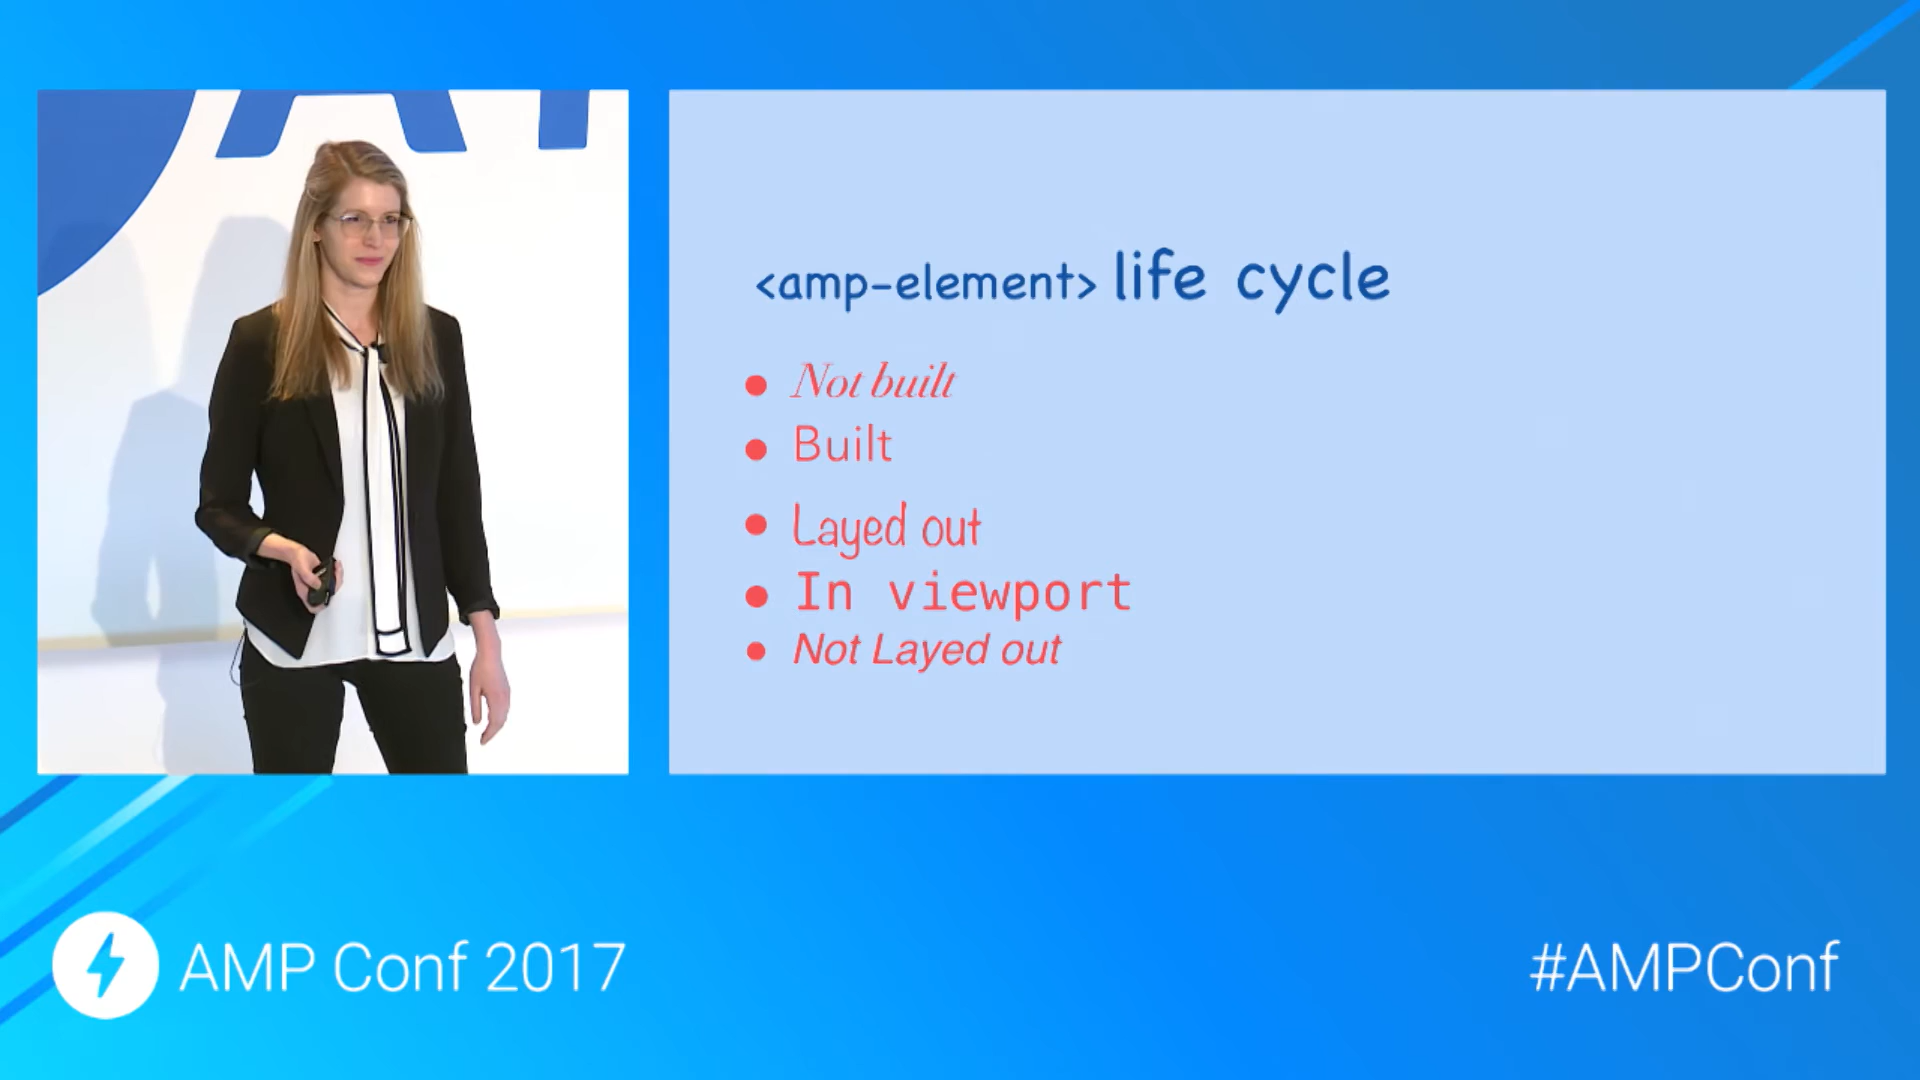 <amp-element> life cycle
Not built
Built
Layed out
In viewport
Not Layed out
AMP Conf 2017
#AMPConf